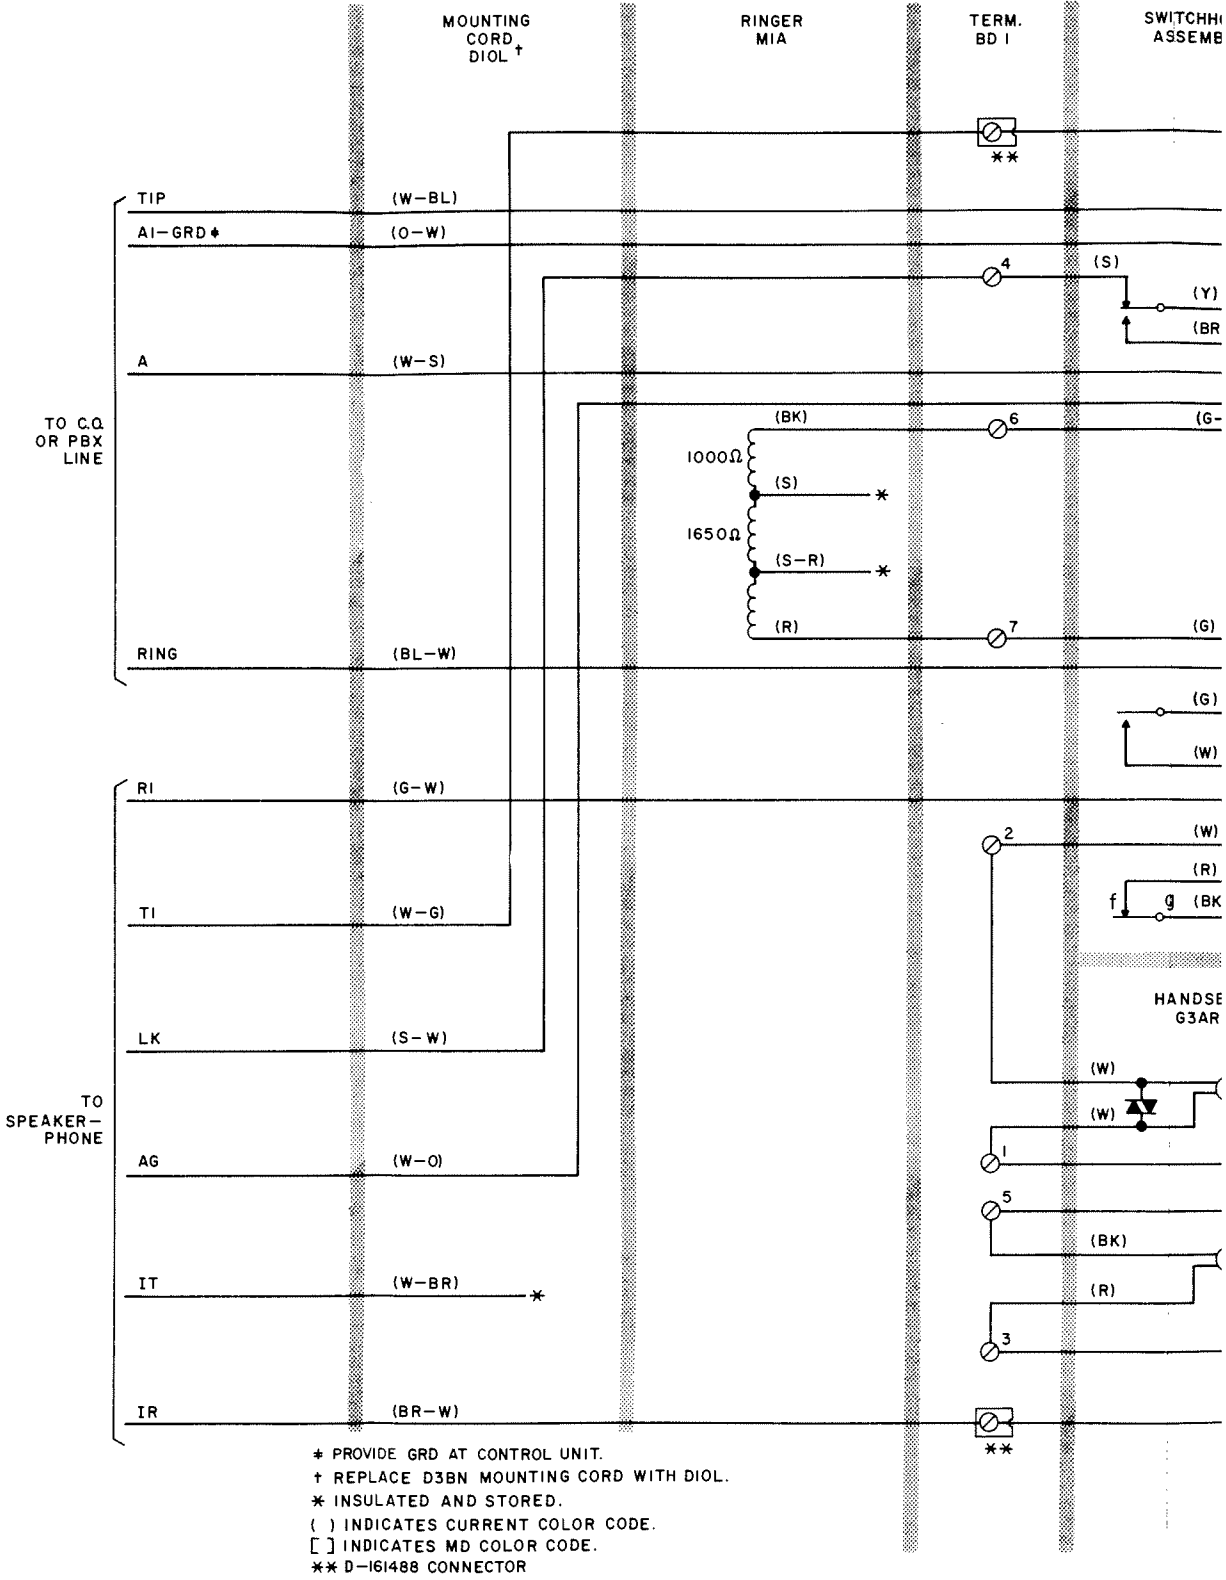 MOUNTING
CORD
DIOL †
RINGER
MIA
TERM.
BD I
SWITCHH
ASSEMB
**
TIP
(W-BL)
AI-GRD*
(O-W)
4
(S)
(Y)
(BR
A
(W-S)
TO C.O.
OR PBX
LINE
(BK)
6
(G-
1000Ω
(S)
*
1650Ω
(S-R)
*
(R)
7
(G)
RING
(BL-W)
(G)
(W)
RI
(G-W)
2
(W)
(R)
f
g
(BK
TI
(W-G)
HANDSE
G3AR
LK
(S-W)
(W)
TO
SPEAKER-
PHONE
(W)
1
AG
(W-O)
5
(BK)
IT
(W-BR)
*
(R)
3
IR
(BR-W)
**
* PROVIDE GRD AT CONTROL UNIT.
† REPLACE D3BN MOUNTING CORD WITH DIOL.
* INSULATED AND STORED.
( ) INDICATES CURRENT COLOR CODE.
[ ] INDICATES MD COLOR CODE.
** D-161488 CONNECTOR